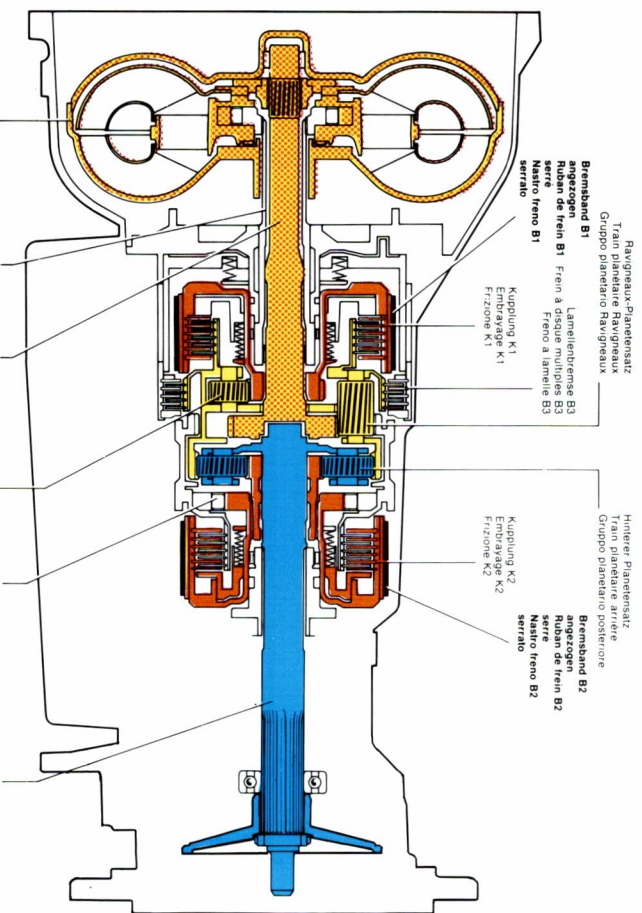 Ravigneaux-Planetensatz
Train planétaire Ravigneaux
Gruppo planetario Ravigneaux
Lamellenbremse B3
Frein à disque multiples B3
Freno a lamelle B3
Bremsband B1
angezogen
Ruban de frein B1
serré
Nastro freno B1
serrato
Kupplung K1
Embrayage K1
Frizione K1
Hinterer Planetensatz
Train planétaire arrière
Gruppo planetario posteriore
Kupplung K2
Embrayage K2
Frizione K2
Bremsband B2
angezogen
Ruban de frein B2
serré
Nastro freno B2
serrato